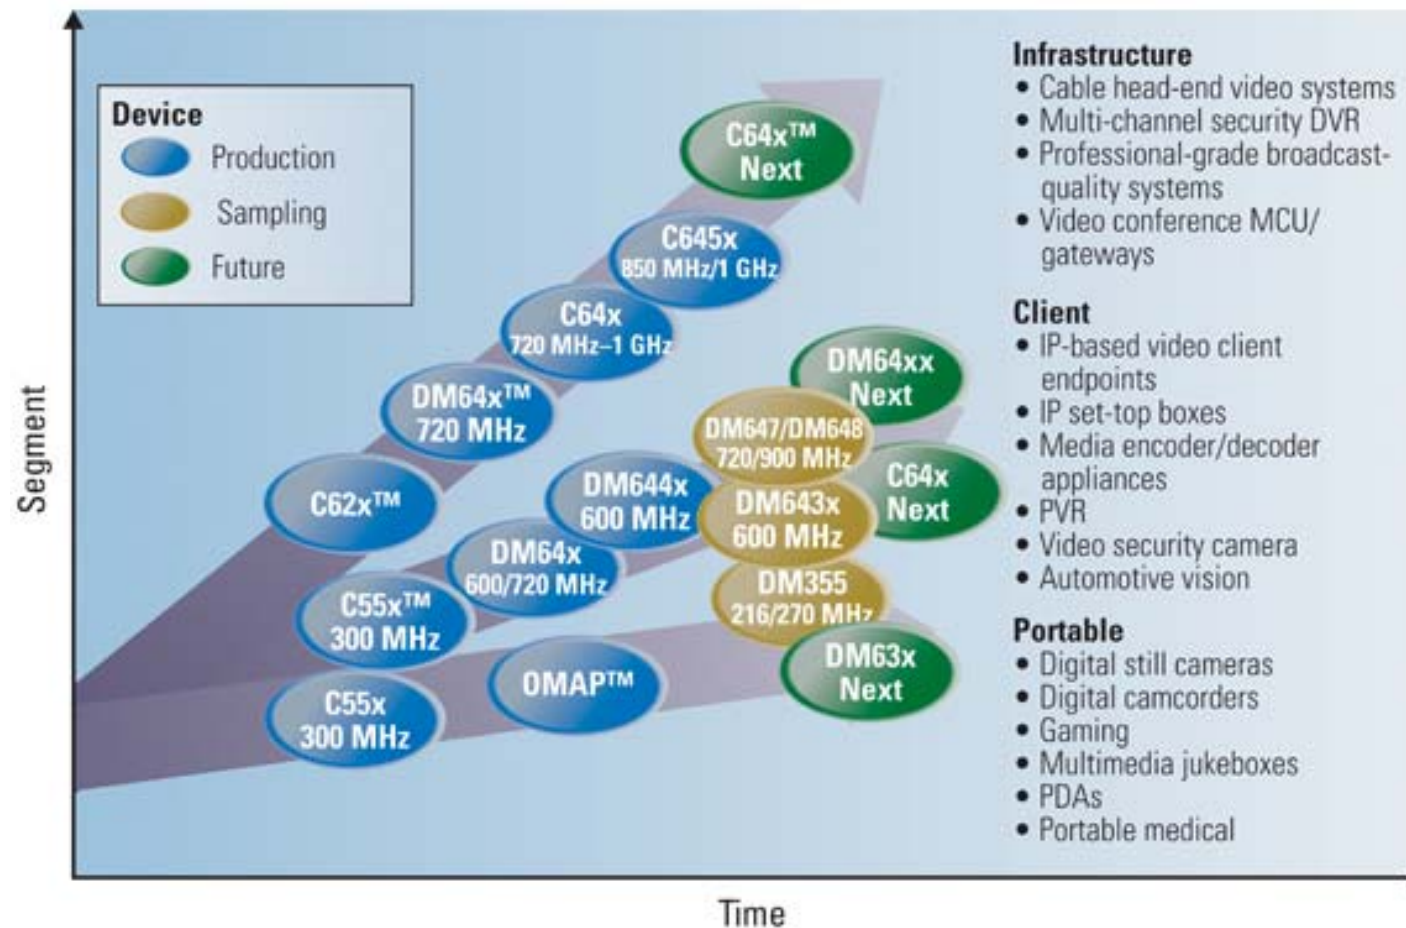 Device
Production
Sampling
Future
C64x™
Next
C645x
850 MHz/1 GHz
C64x
720 MHz–1 GHz
DM64x™
720 MHz
C62x™
DM64xx
Next
DM647/DM648
720/900 MHz
C64x
Next
DM644x
600 MHz
DM643x
600 MHz
DM64x
600/720 MHz
C55x™
300 MHz
DM355
216/270 MHz
DM63x
Next
OMAP™
C55x
300 MHz
Infrastructure
• Cable head-end video systems
• Multi-channel security DVR
• Professional-grade broadcast-
quality systems
• Video conference MCU/
gateways
Client
• IP-based video client
endpoints
• IP set-top boxes
• Media encoder/decoder
appliances
• PVR
• Video security camera
• Automotive vision
Portable
• Digital still cameras
• Digital camcorders
• Gaming
• Multimedia jukeboxes
• PDAs
• Portable medical
Segment
Time